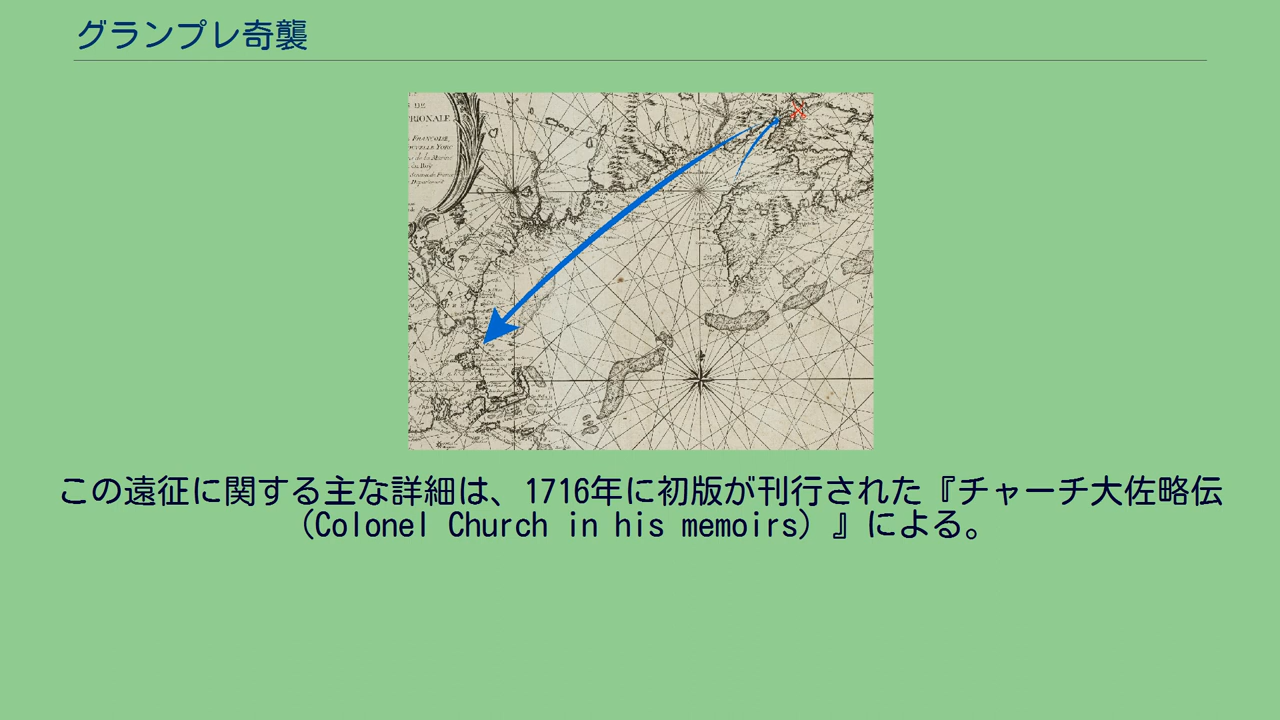 グランプレ奇襲
DE
RIONALE
この遠征に関する主な詳細は、1716年に初版が刊行された『チャーチ大佐略伝
（Colonel Church in his memoirs）』による。